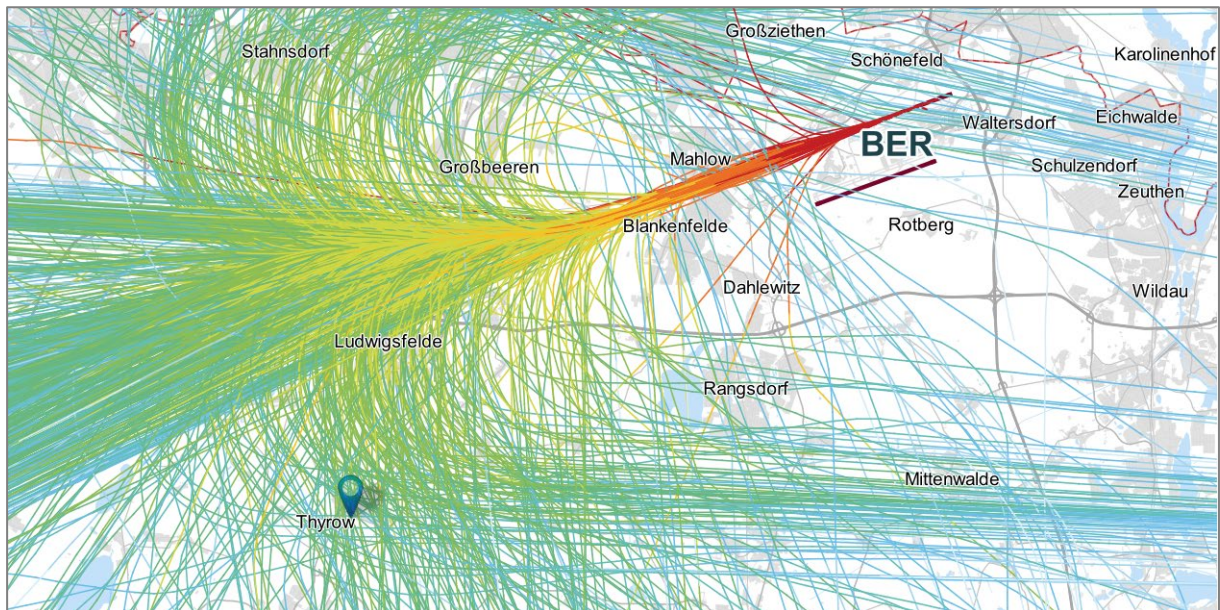 Großziethen
Stahnsdorf
Karolinenhof
Schönefeld
Eichwalde
Waltersdorf
BER
Mahlow
Schulzendorf
Großbeeren
Zeuthen
Blankenfelde
Rotberg
Dahlewitz
Wildau
Ludwigsfelde
Rangsdorf
Mittenwalde
Thyrow